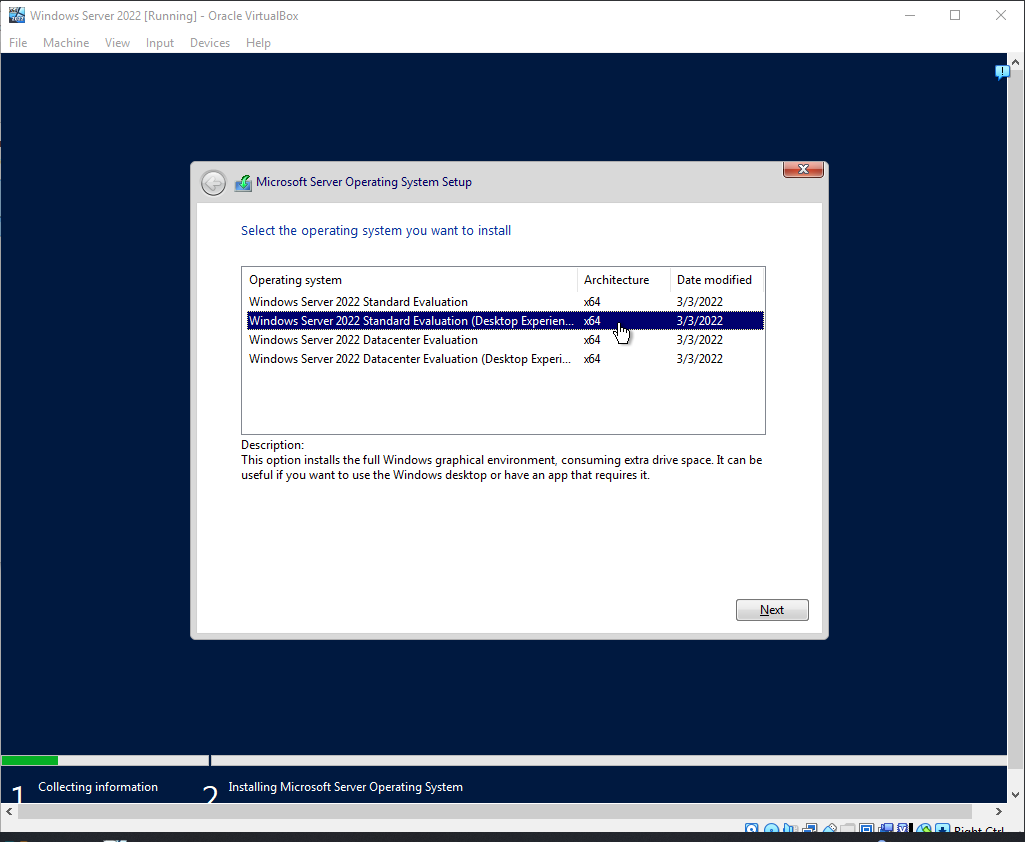 Windows Server 2022 [Running] - Oracle VirtualBox
File Machine View Input Devices Help
Microsoft Server Operating System Setup
Select the operating system you want to install
Operating system Architecture Date modified
Windows Server 2022 Standard Evaluation x64 3/3/2022
Windows Server 2022 Standard Evaluation (Desktop Experien... x64 3/3/2022
Windows Server 2022 Datacenter Evaluation x64 3/3/2022
Windows Server 2022 Datacenter Evaluation (Desktop Experi... x64 3/3/2022
Description:
This option installs the full Windows graphical environment, consuming extra drive space. It can be
useful if you want to use the Windows desktop or have an app that requires it.
Next
1 Collecting information 2 Installing Microsoft Server Operating System
Right Ctrl